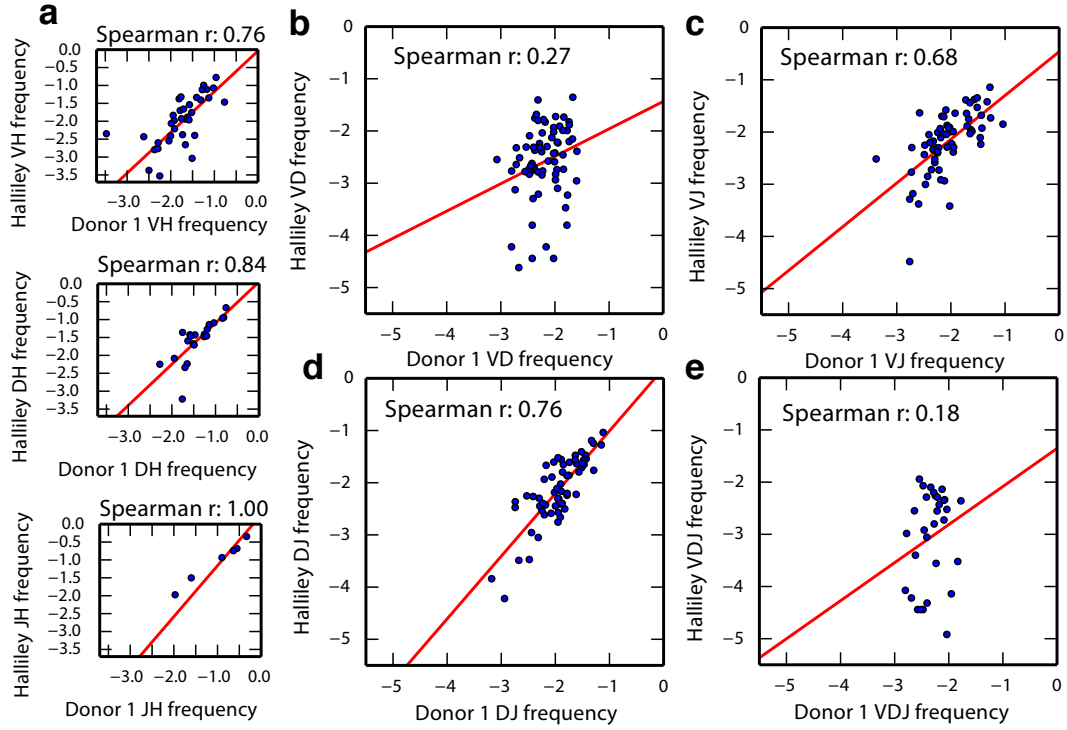 a
Spearman r: 0.76
0.0
−0.5
−1.0
−1.5
−2.0
−2.5
−3.0
−3.5
Halliley VH frequency
−3.0 −2.0 −1.0 0.0
Donor 1 VH frequency
Spearman r: 0.84
0.0
−0.5
−1.0
−1.5
−2.0
−2.5
−3.0
−3.5
Halliley DH frequency
−3.0 −2.0 −1.0 0.0
Donor 1 DH frequency
Spearman r: 1.00
0.0
−0.5
−1.0
−1.5
−2.0
−2.5
−3.0
−3.5
Halliley JH frequency
−3.0 −2.0 −1.0 0.0
Donor 1 JH frequency
b
Spearman r: 0.27
0
−1
−2
−3
−4
−5
Halliley VD frequency
−5 −4 −3 −2 −1 0
Donor 1 VD frequency
c
Spearman r: 0.68
0
−1
−2
−3
−4
−5
Halliley VJ frequency
−5 −4 −3 −2 −1 0
Donor 1 VJ frequency
d
Spearman r: 0.76
0
−1
−2
−3
−4
−5
Halliley DJ frequency
−5 −4 −3 −2 −1 0
Donor 1 DJ frequency
e
Spearman r: 0.18
0
−1
−2
−3
−4
−5
Halliley VDJ frequency
−5 −4 −3 −2 −1 0
Donor 1 VDJ frequency